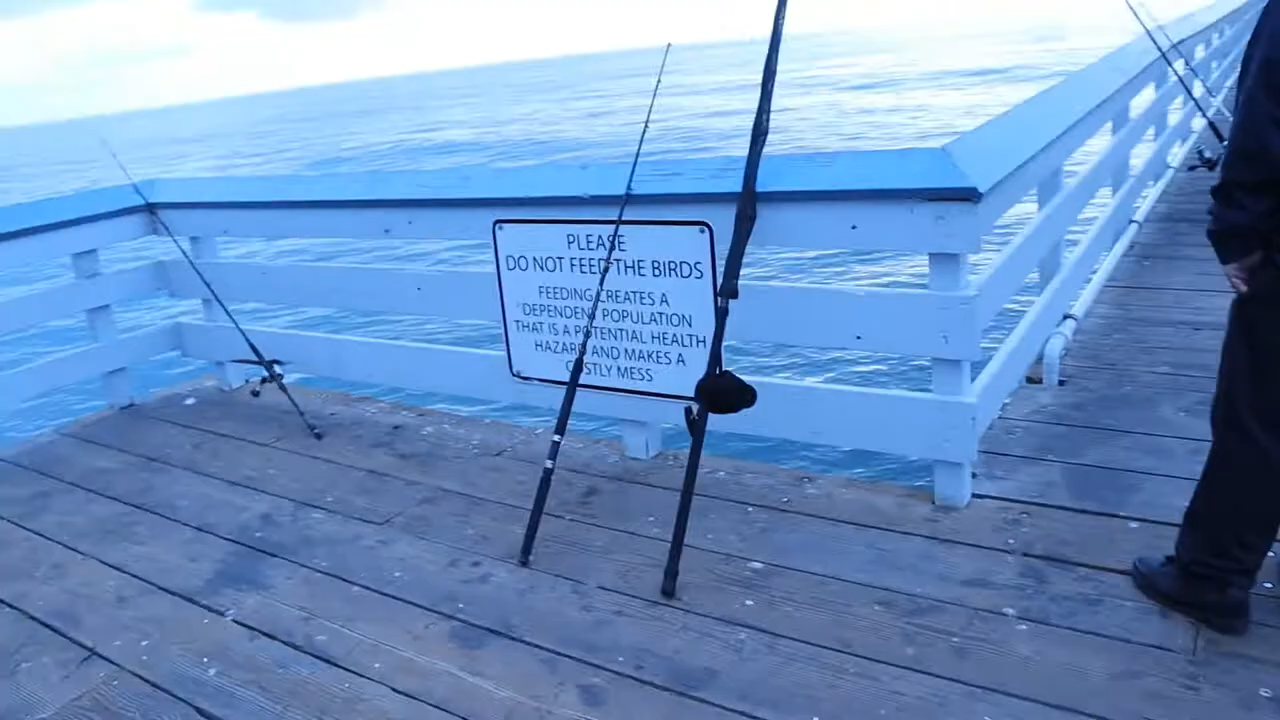 PLEASE
DO NOT FEED THE BIRDS
FEEDING CREATES A
DEPENDENT POPULATION
THAT IS A POTENTIAL HEALTH
HAZARD AND MAKES A
COSTLY MESS